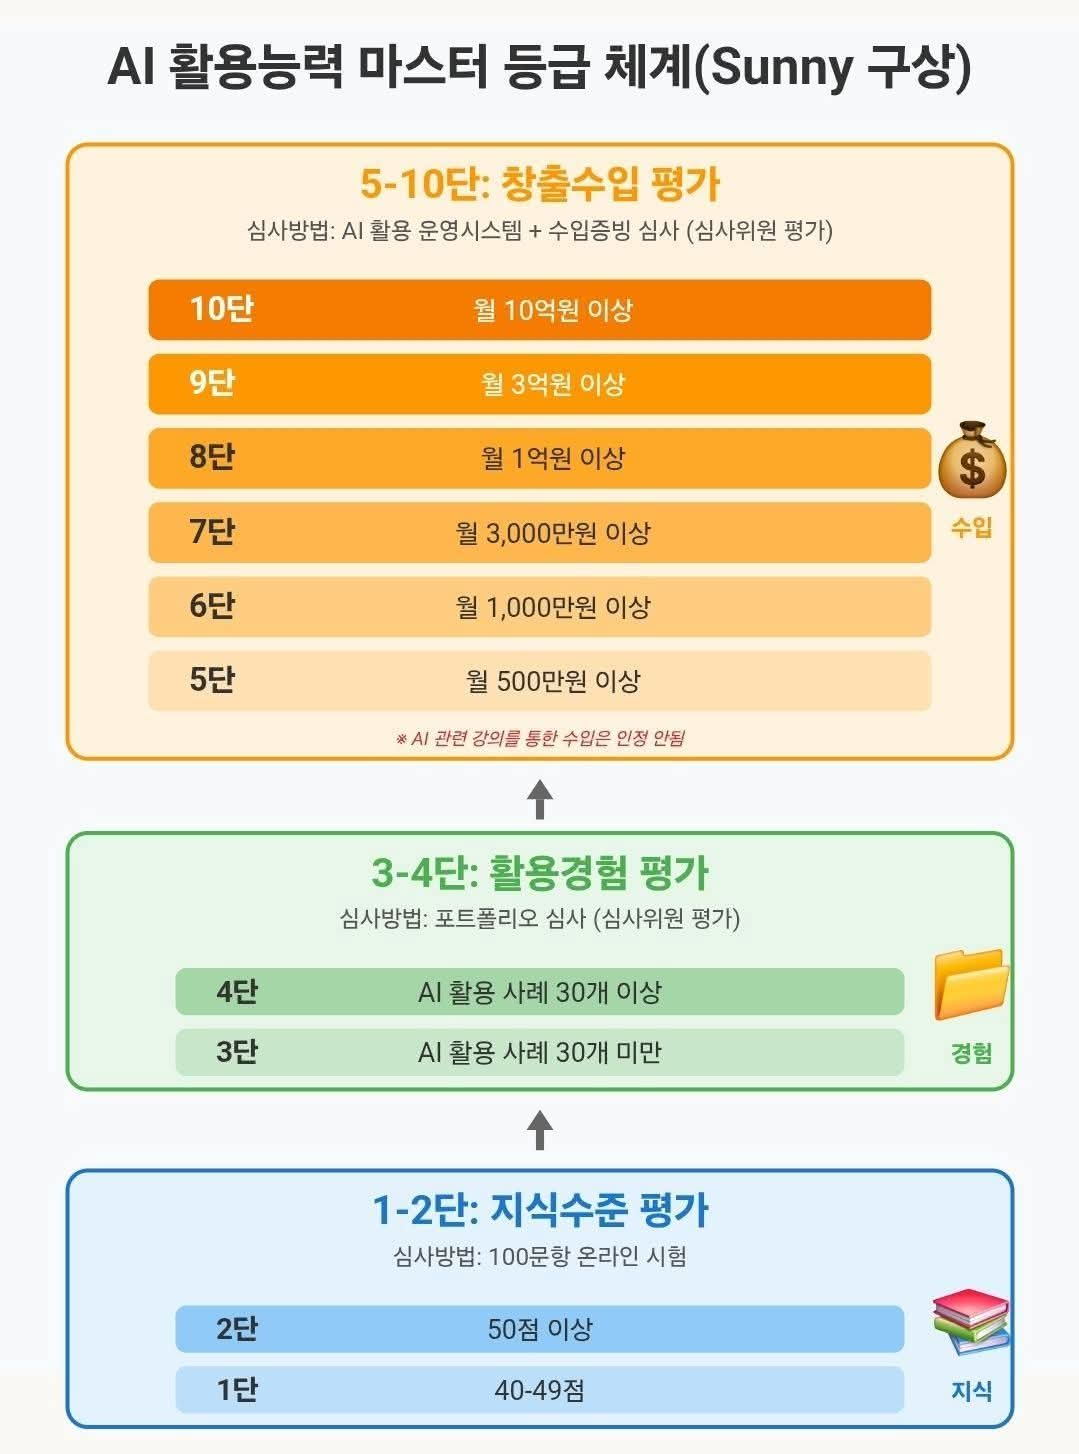 AI 활용능력 마스터 등급 체계(Sunny 구상)
5-10단: 창출수입 평가
심사방법: AI 활용 운영시스템 + 수입증빙 심사 (심사위원 평가)
10단 월 10억원 이상
9단 월 3억원 이상
8단 월 1억원 이상
$
7단 월 3,000만원 이상
수입
6단 월 1,000만원 이상
5단 월 500만원 이상
※ AI 관련 강의를 통한 수입은 인정 안됨
3-4단: 활용경험 평가
심사방법: 포트폴리오 심사 (심사위원 평가)
4단 AI 활용 사례 30개 이상
3단 AI 활용 사례 30개 미만
경험
1-2단: 지식수준 평가
심사방법: 100문항 온라인 시험
2단 50점 이상
1단 40-49점
지식